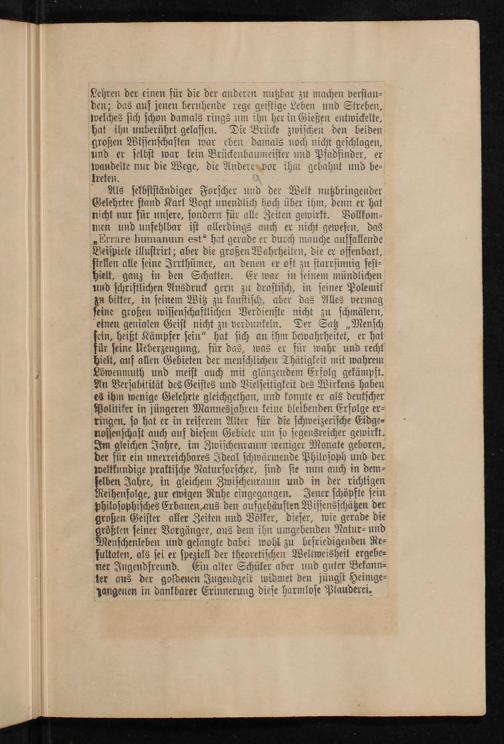 Lehren der einen für die der anderen nutzbar zu machen verstan-
den; das auf jenen beruhende rege geistige Leben und Streben,
welches sich schon damals rings um ihn her in Gießen entwickelte,
hat ihn unberührt gelassen. Die Brücke zwischen den beiden
großen Wissenschaften war eben damals noch nicht geschlagen,
und er selbst war kein Brückenbaumeister und Pfadfinder, er
wandelte nur die Wege, die Andere vor ihm gebahnt und be-
treten.
Als selbstständiger Forscher und der Welt nutzbringender
Gelehrter stand Karl Vogt unendlich hoch über ihm, denn er hat
nicht nur für unsere, sondern für alle Zeiten gewirkt. Vollkom-
men und unfehlbar ist allerdings auch er nicht gewesen, das
„Errare humanum est“ hat gerade er durch manche auffallende
Beispiele illustrirt; aber die großen Wahrheiten, die er offenbart,
stellen alle seine Irrthümer, an denen er oft zu starrsinnig fest-
hielt, ganz in den Schatten. Er war in seinem mündlichen
und schriftlichen Ausdruck gern zu drastisch, in seiner Polemik
zu bitter, in seinem Witz zu kaustisch, aber das Alles vermag
seine großen wissenschaftlichen Verdienste nicht zu schmälern,
einen genialen Geist nicht zu verdunkeln. Der Satz „Mensch
sein, heißt Kämpfer sein“ hat sich an ihm bewahrheitet, er hat
für seine Ueberzeugung, für das, was er für wahr und recht
hielt, auf allen Gebieten der menschlichen Thätigkeit mit wahrem
Löwenmuth und meist auch mit glänzendem Erfolg gekämpft.
An Versabilität des Geistes und Vielseitigkeit des Wirkens haben
es ihm wenige Gelehrte gleichgethan, und konnte er als deutscher
Politiker in jüngeren Mannesjahren keine bleibenden Erfolge er-
ringen, so hat er in reiferem Alter für die schweizerische Eidge-
nossenschaft auch auf diesem Gebiete um so segensreicher gewirkt.
Im gleichen Jahre, im Zwischenraum weniger Monate geboren,
der für ein unerreichbares Ideal schwärmende Philosoph und der
weltkundige praktische Naturforscher, sind sie nun auch in dem-
selben Jahre, in gleichem Zwischenraum und in der richtigen
Reihenfolge, zur ewigen Ruhe eingegangen. Jener schöpfte sein
philosophisches Erbauen aus den aufgehäuften Wissensschätzen der
großen Geister aller Zeiten und Völker, dieser, wie gerade die
größten seiner Vorgänger, aus dem ihn umgebenden Natur- und
Menschenleben und gelangte dabei wohl zu befriedigenden Re-
sultaten, als sei er speziell der theoretischen Weltweisheit ergebe-
ner Jugendfreund. Ein alter Schüler aber und guter Bekann-
ter aus der goldenen Jugendzeit widmet den jüngst Heimge-
gangenen in dankbarer Erinnerung diese harmlose Plauderei.